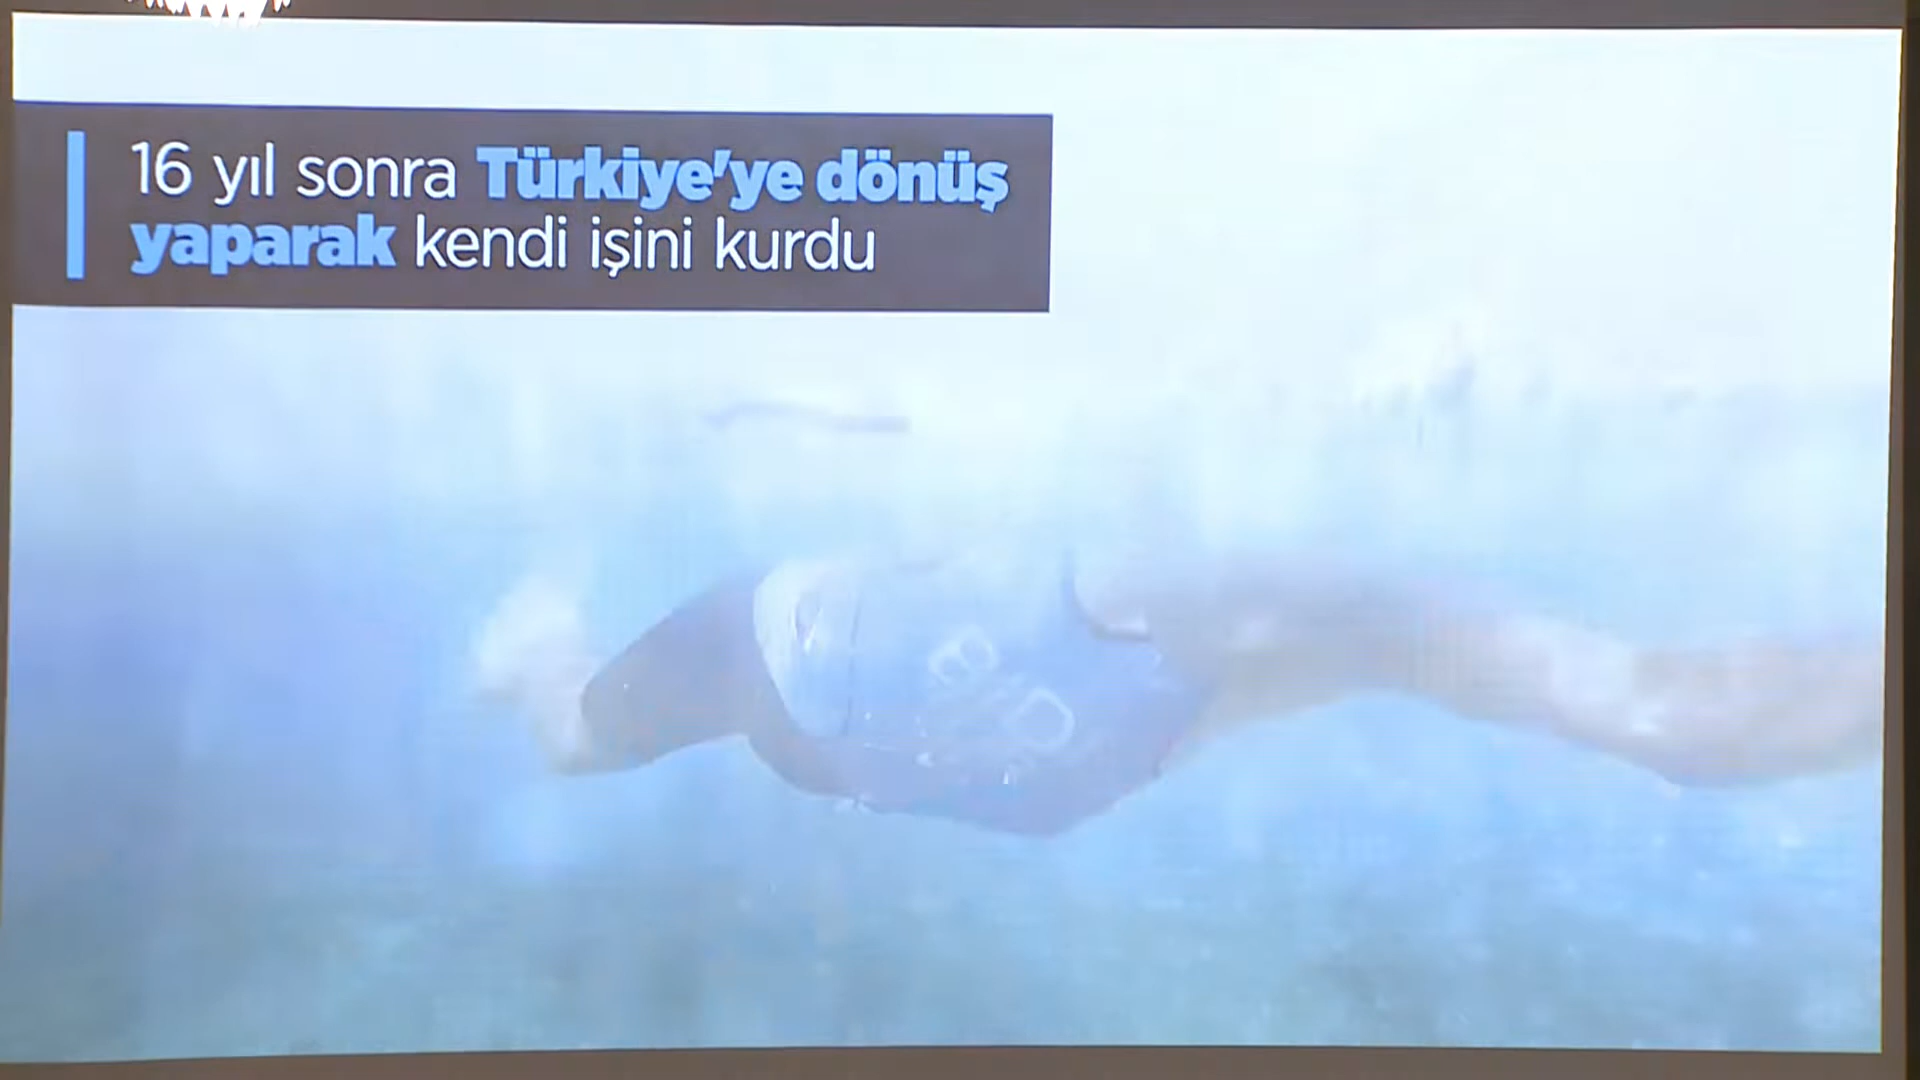 16 yıl sonra Türkiye'ye dönüş
yaparak kendi işini kurdu